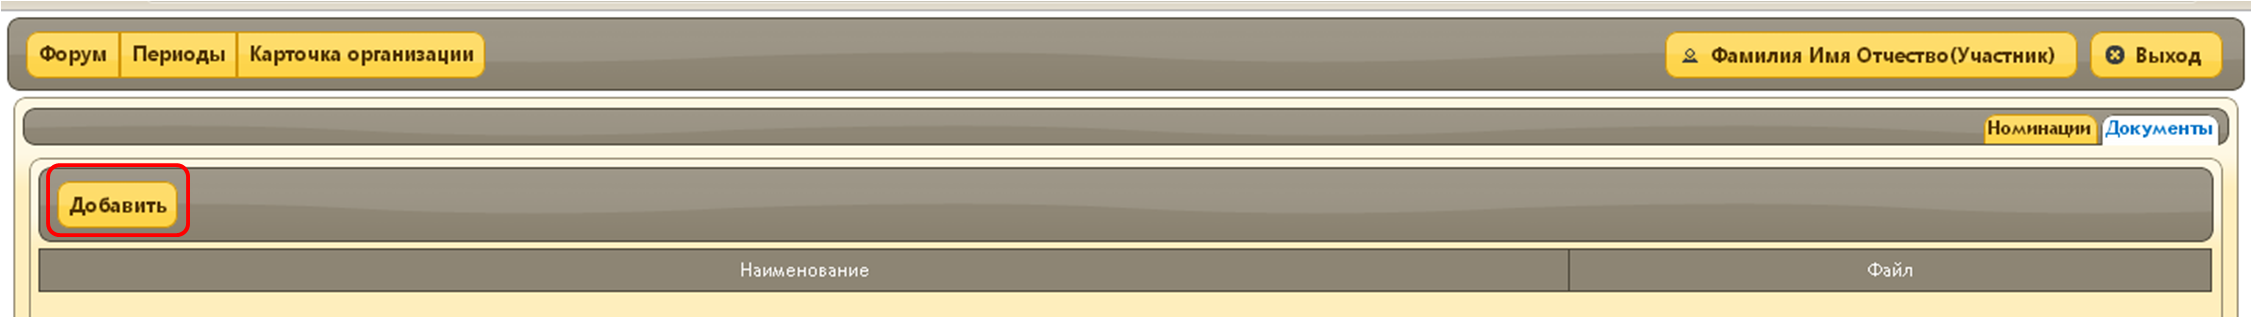 Форум Периоды Карточка организации Фамилия Имя Отчество(Участник) Выход
Номинации Документы
Добавить
Наименование Файл